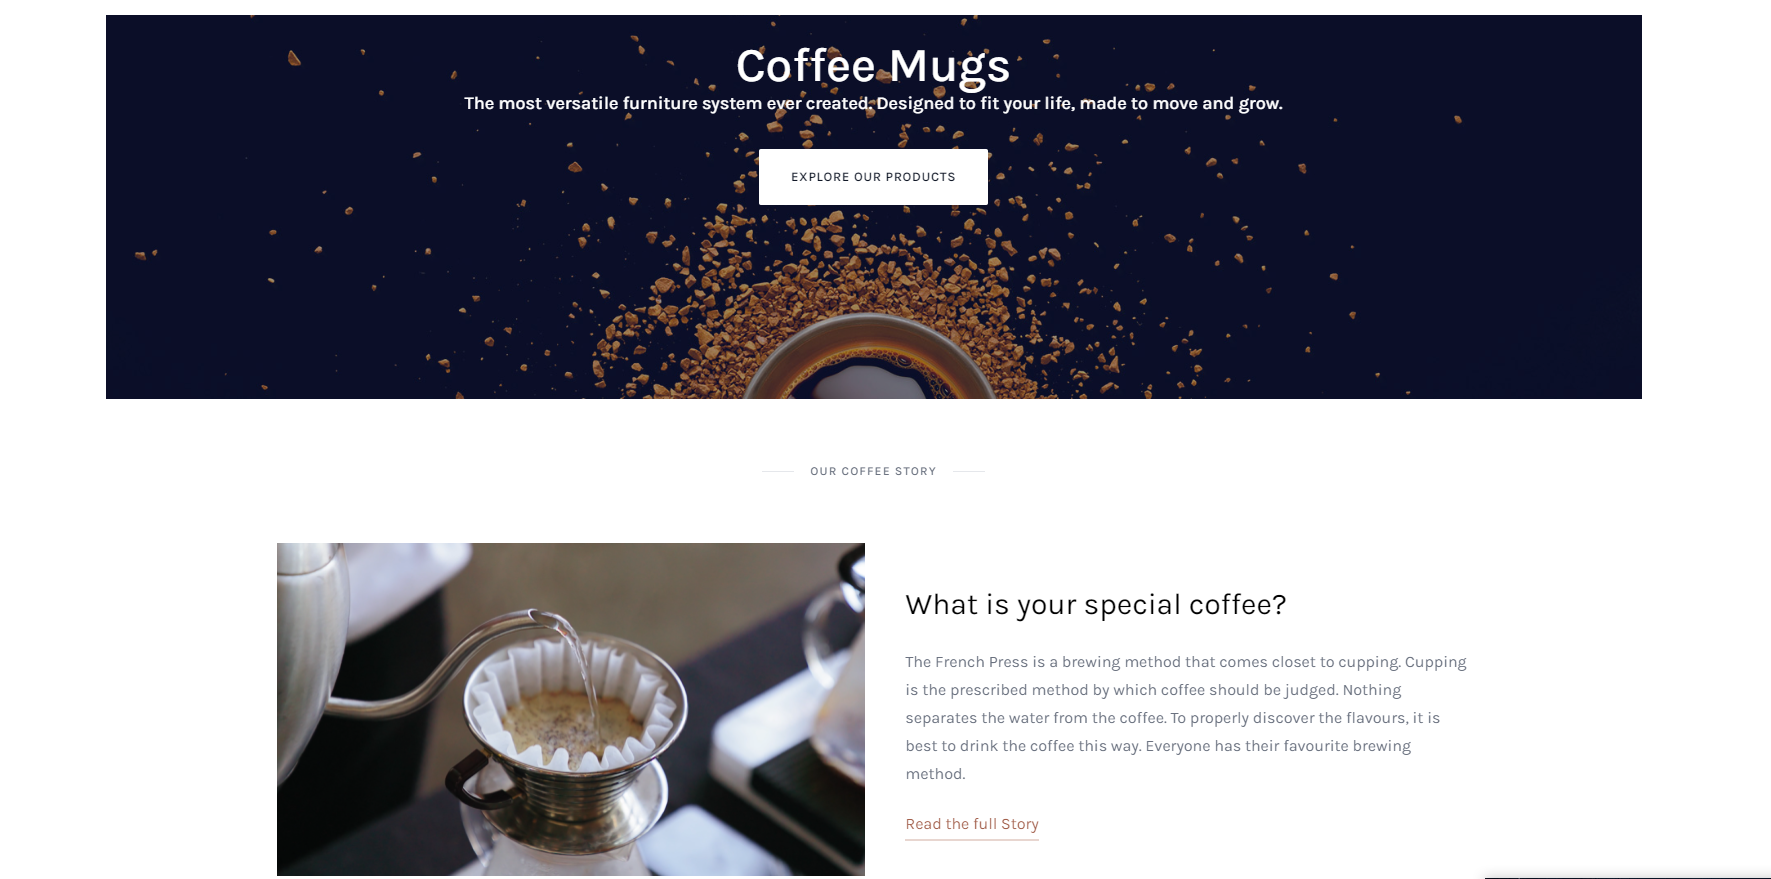 Coffee Mugs
The most versatile furniture system ever created. Designed to fit your life, made to move and grow.
EXPLORE OUR PRODUCTS
OUR COFFEE STORY
What is your special coffee?
The French Press is a brewing method that comes closet to cupping. Cupping
is the prescribed method by which coffee should be judged. Nothing
separates the water from the coffee. To properly discover the flavours, it is
best to drink the coffee this way. Everyone has their favourite brewing
method.
Read the full Story